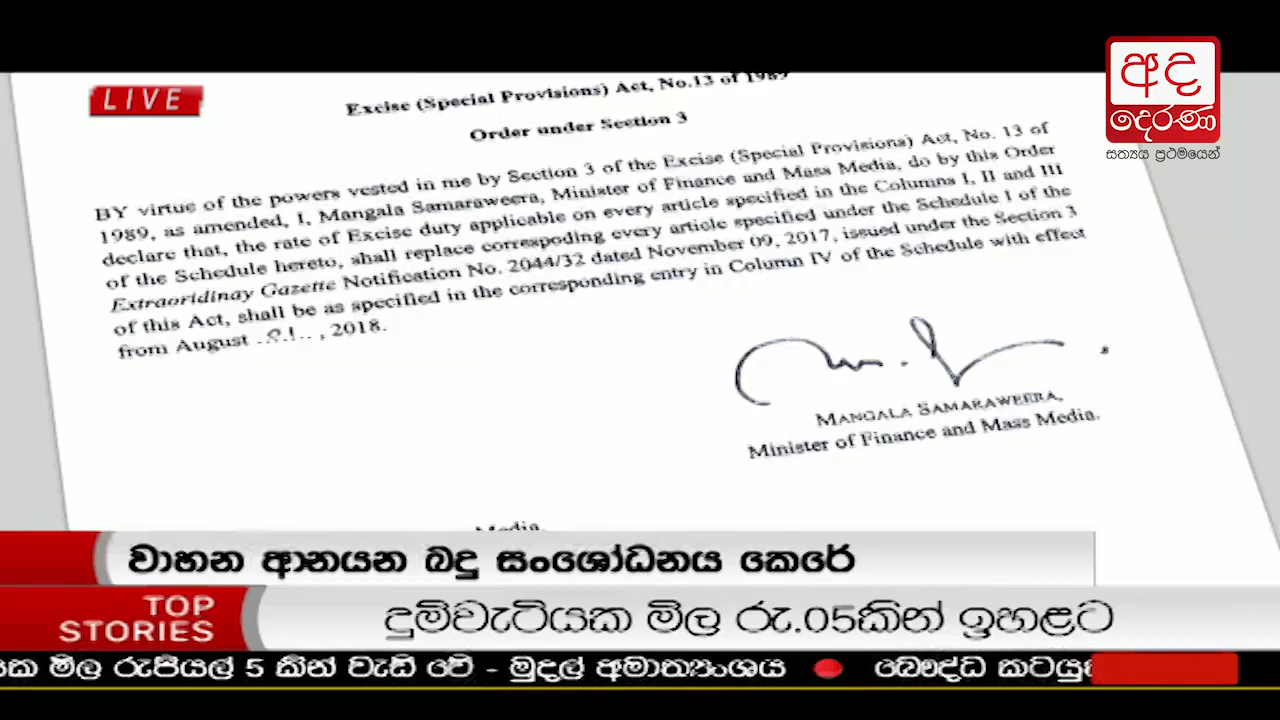 අද
දෙරණ
සත්‍යය ප්‍රථමයෙන්
LIVE
Excise (Special Provisions) Act, No.13 of 1989
Order under Section 3
BY virtue of the powers vested in me by Section 3 of the Excise (Special Provisions) Act, No. 13 of
1989, as amended, I, Mangala Samaraweera, Minister of Finance and Mass Media, do by this Order
declare that, the rate of Excise duty applicable on every article specified in the Columns I, II and III
of the Schedule hereto, shall replace correspoding every article specified under the Schedule I of the
Extraoridinay Gazette Notification No. 2044/32 dated November 09, 2017, issued under the Section 3
of this Act, shall be as specified in the corresponding entry in Column IV of the Schedule with effect
from August , 2018.
MANGALA SAMARAWEERA,
Minister of Finance and Mass Media.
Media,
වාහන ආනයන බදු සංශෝධනය කෙරේ
TOP
STORIES
දුම්වැටියක මිල රු.05කින් ඉහළට
යක මිල රුපියල් 5 කින් වැඩි වේ - මුදල් අමාත්‍යාංශය බෞද්ධ කටයු